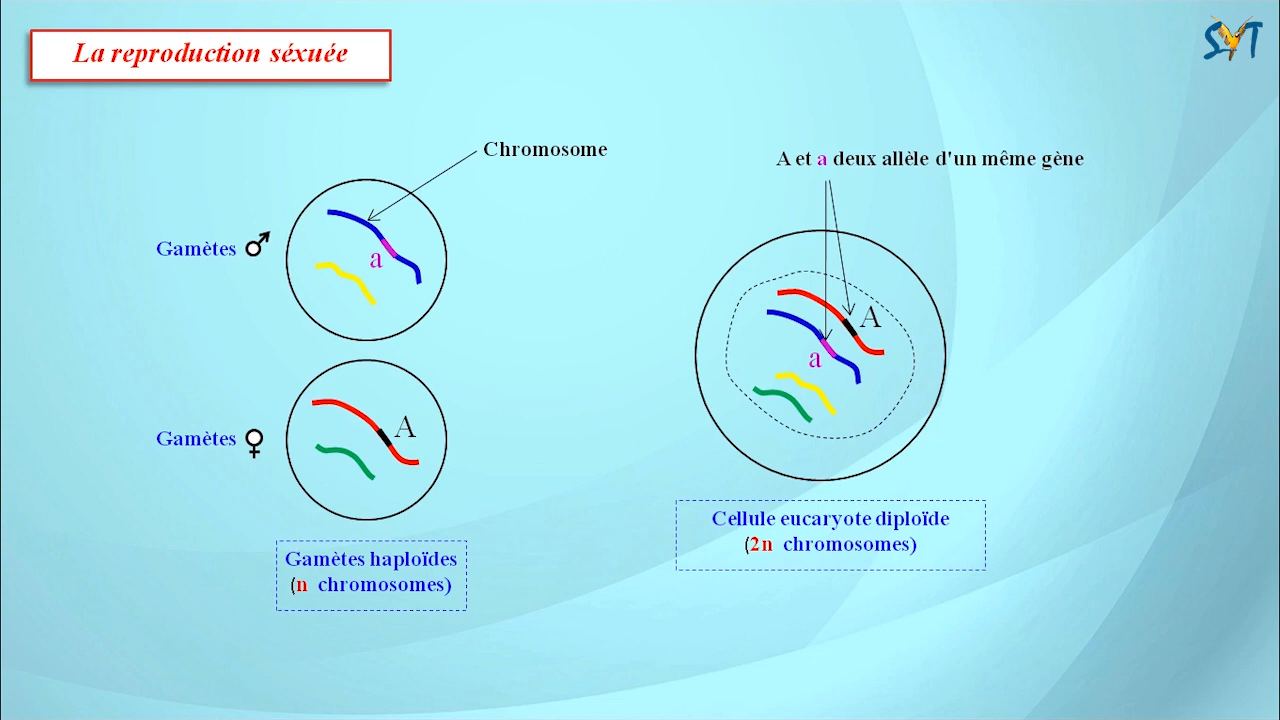 La reproduction séxuée
SVT
Chromosome
A et a deux allèle d'un même gène
Gamètes ♂
a
A
a
Gamètes ♀
A
Cellule eucaryote diploïde
(2n chromosomes)
Gamètes haploïdes
(n chromosomes)